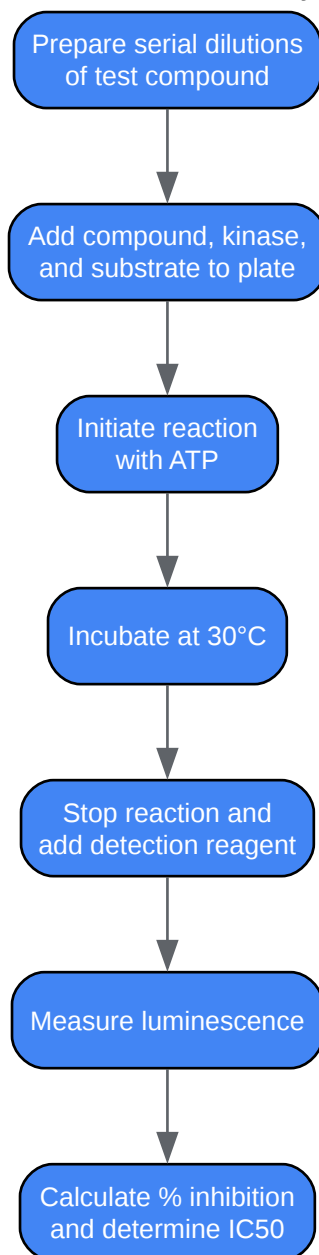 Prepare serial dilutions
of test compound
Add compound, kinase,
and substrate to plate
Initiate reaction
with ATP
Incubate at 30°C
Stop reaction and
add detection reagent
Measure luminescence
Calculate % inhibition
and determine IC50